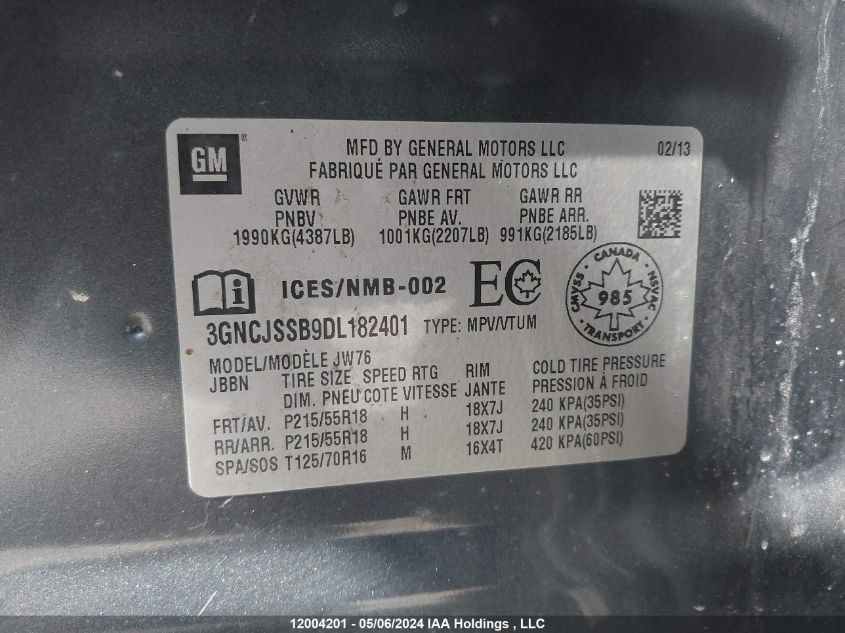 GM ®
MFD BY GENERAL MOTORS LLC 02/13
FABRIQUÉ PAR GENERAL MOTORS LLC
GVWR GAWR FRT GAWR RR
PNBV PNBE AV. PNBE ARR.
1990KG(4387LB) 1001KG(2207LB) 991KG(2185LB)
i ICES/NMB-002 EC
CANADA CMVSS NSVAC 985 TRANSPORT
3GNCJSSB9DL182401 TYPE: MPV/VTUM
MODEL/MODÈLE JW76
JBBN TIRE SIZE SPEED RTG RIM COLD TIRE PRESSURE
DIM. PNEU COTE VITESSE JANTE PRESSION À FROID
FRT/AV. P215/55R18 H 18X7J 240 KPA(35PSI)
RR/ARR. P215/55R18 H 18X7J 240 KPA(35PSI)
SPA/SOS T125/70R16 M 16X4T 420 KPA(60PSI)
12004201 - 05/06/2024 IAA Holdings , LLC